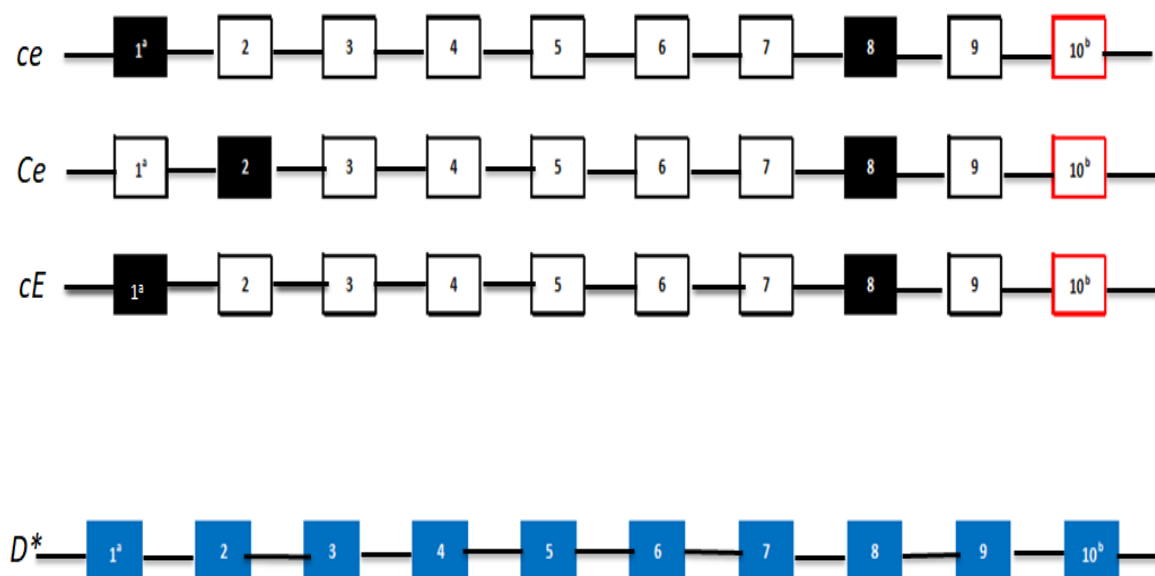 ce 1ª 2 3 4 5 6 7 8 9 10ᵇ
Ce 1ª 2 3 4 5 6 7 8 9 10ᵇ
cE 1ª 2 3 4 5 6 7 8 9 10ᵇ
D* 1ª 2 3 4 5 6 7 8 9 10ᵇ